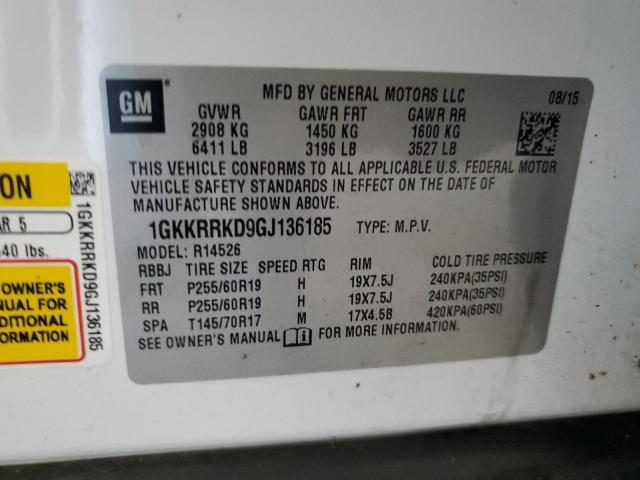 GM
MFD BY GENERAL MOTORS LLC 08/15
GVWR GAWR FRT GAWR RR
2908 KG 1450 KG 1600 KG
6411 LB 3196 LB 3527 LB
THIS VEHICLE CONFORMS TO ALL APPLICABLE U.S. FEDERAL MOTOR
VEHICLE SAFETY STANDARDS IN EFFECT ON THE DATE OF
MANUFACTURE SHOWN ABOVE.
1GKKRRKD9GJ136185 TYPE: M.P.V.
MODEL: R14526
RBBJ TIRE SIZE SPEED RTG RIM COLD TIRE PRESSURE
FRT P255/60R19 H 19X7.5J 240KPA(35PSI)
RR P255/60R19 H 19X7.5J 240KPA(35PSI)
SPA T145/70R17 M 17X4.5B 420KPA(60PSI)
SEE OWNER'S MANUAL FOR MORE INFORMATION.
ON
AR 5
40 lbs.
OWNER'S
MANUAL FOR
DITIONAL
FORMATION
1GKKRRKD9GJ136185